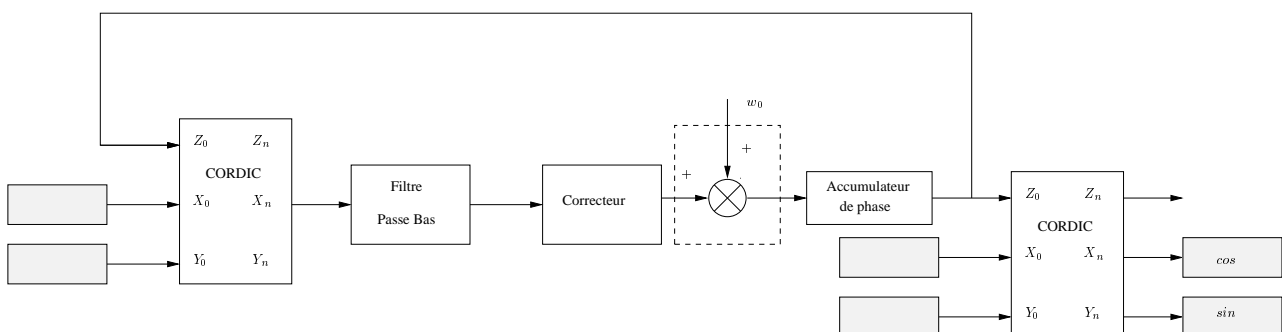 w₀
+
+
Z₀ Zₙ
CORDIC
X₀ Xₙ
Y₀ Yₙ
Filtre
Passe Bas
Correcteur
Accumulateur
de phase
Z₀ Zₙ
CORDIC
X₀ Xₙ
Y₀ Yₙ
cos
sin